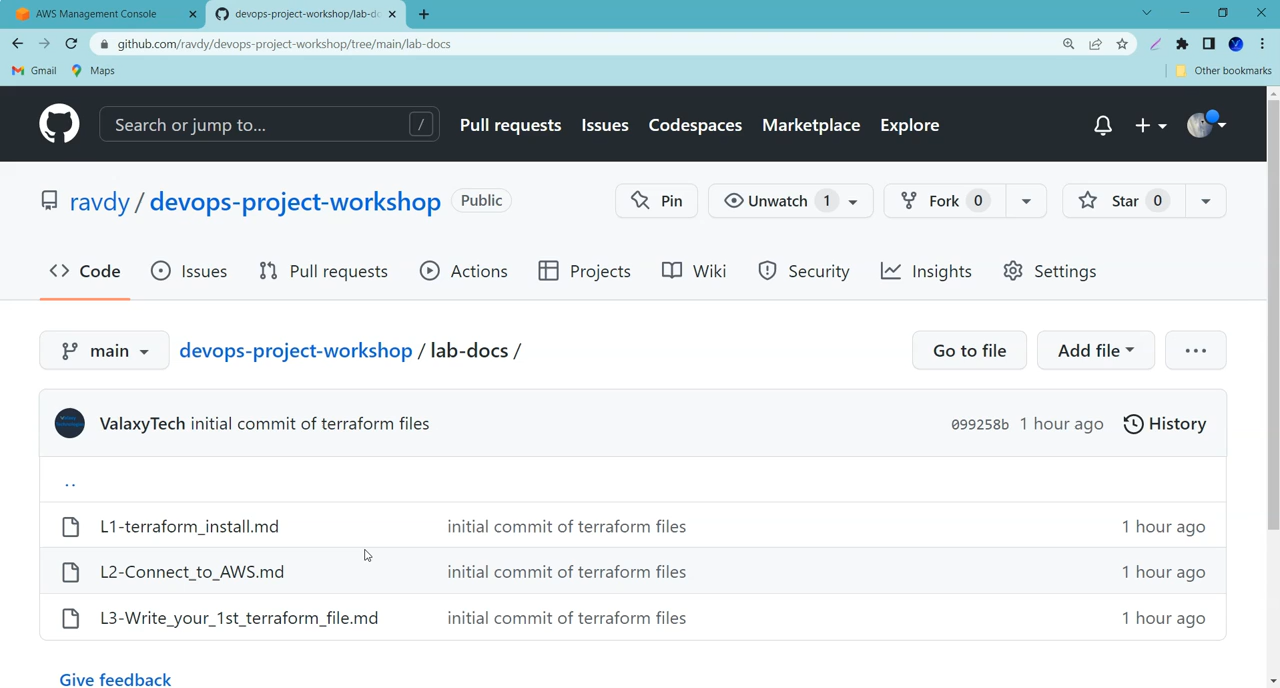 AWS Management Console
devops-project-workshop/lab-do
github.com/ravdy/devops-project-workshop/tree/main/lab-docs
Gmail Maps Other bookmarks
Search or jump to... / Pull requests Issues Codespaces Marketplace Explore
ravdy / devops-project-workshop Public Pin Unwatch 1 Fork 0 Star 0
Code Issues Pull requests Actions Projects Wiki Security Insights Settings
main devops-project-workshop / lab-docs / Go to file Add file
ValaxyTech initial commit of terraform files 099258b 1 hour ago History
..
L1-terraform_install.md initial commit of terraform files 1 hour ago
L2-Connect_to_AWS.md initial commit of terraform files 1 hour ago
L3-Write_your_1st_terraform_file.md initial commit of terraform files 1 hour ago
Give feedback